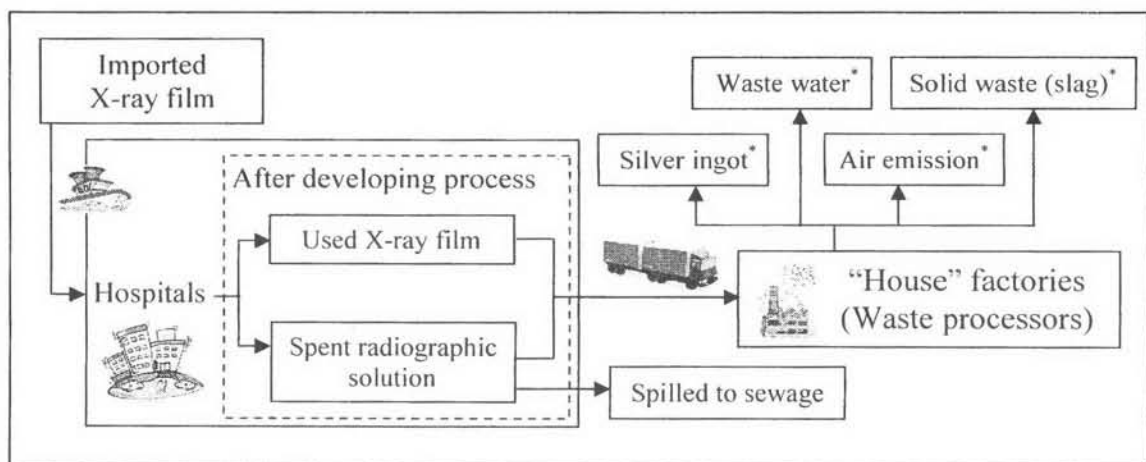 Imported
X-ray film
Waste water*
Solid waste (slag)*
Silver ingot*
Air emission*
After developing process
Used X-ray film
Hospitals
Spent radiographic
solution
"House" factories
(Waste processors)
Spilled to sewage